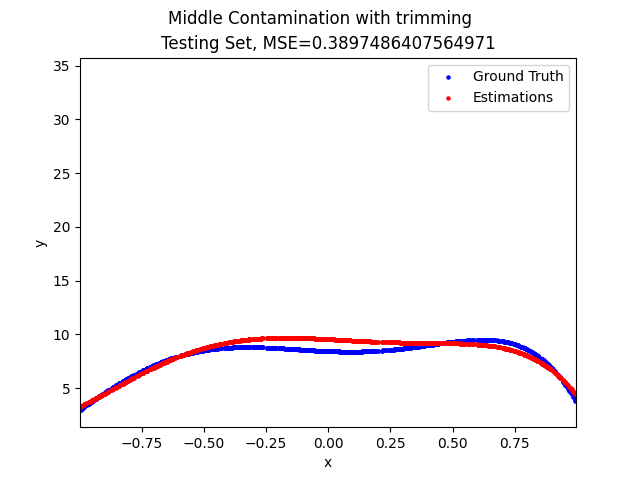 Middle Contamination with trimming
Testing Set, MSE=0.3897486407564971
Ground Truth
Estimations
35
30
25
20
15
10
5
y
−0.75 −0.50 −0.25 0.00 0.25 0.50 0.75
x